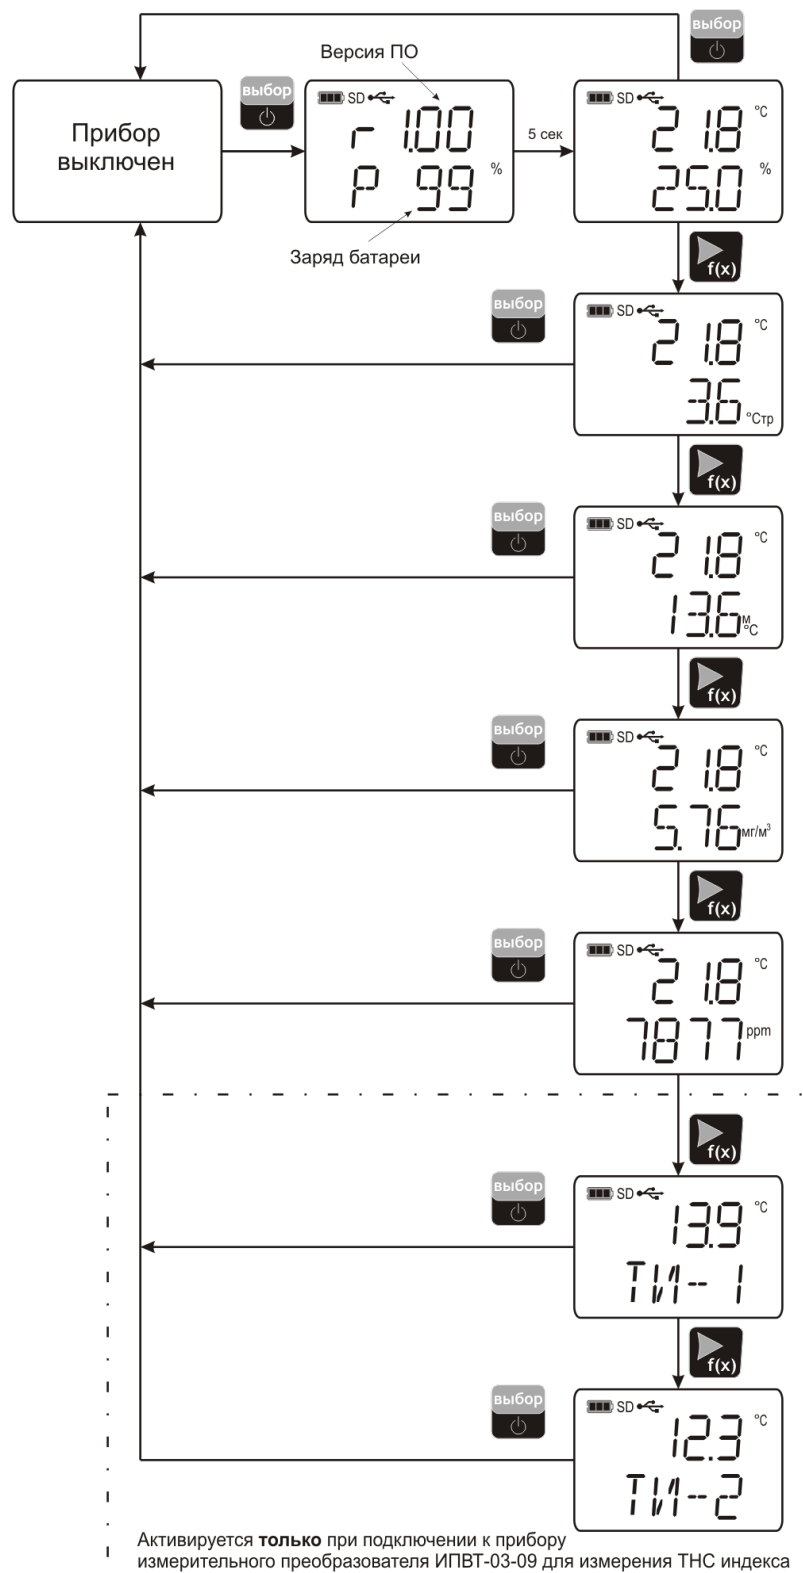 выбор
Версия ПО
Прибор
выключен
выбор
SD
r 1.00
P 99 %
5 сек
SD
21.8 °C
25.0 %
Заряд батареи
f(x)
выбор
SD
21.8 °C
3.6 °Cтр
f(x)
выбор
SD
21.8 °C
13.6 м °C
f(x)
выбор
SD
21.8 °C
5.76 мг/м³
f(x)
выбор
SD
21.8 °C
7877 ppm
f(x)
выбор
SD
13.9 °C
ТИ-1
f(x)
выбор
SD
12.3 °C
ТИ-2
Активируется только при подключении к прибору
измерительного преобразователя ИПВТ-03-09 для измерения ТНС индекса